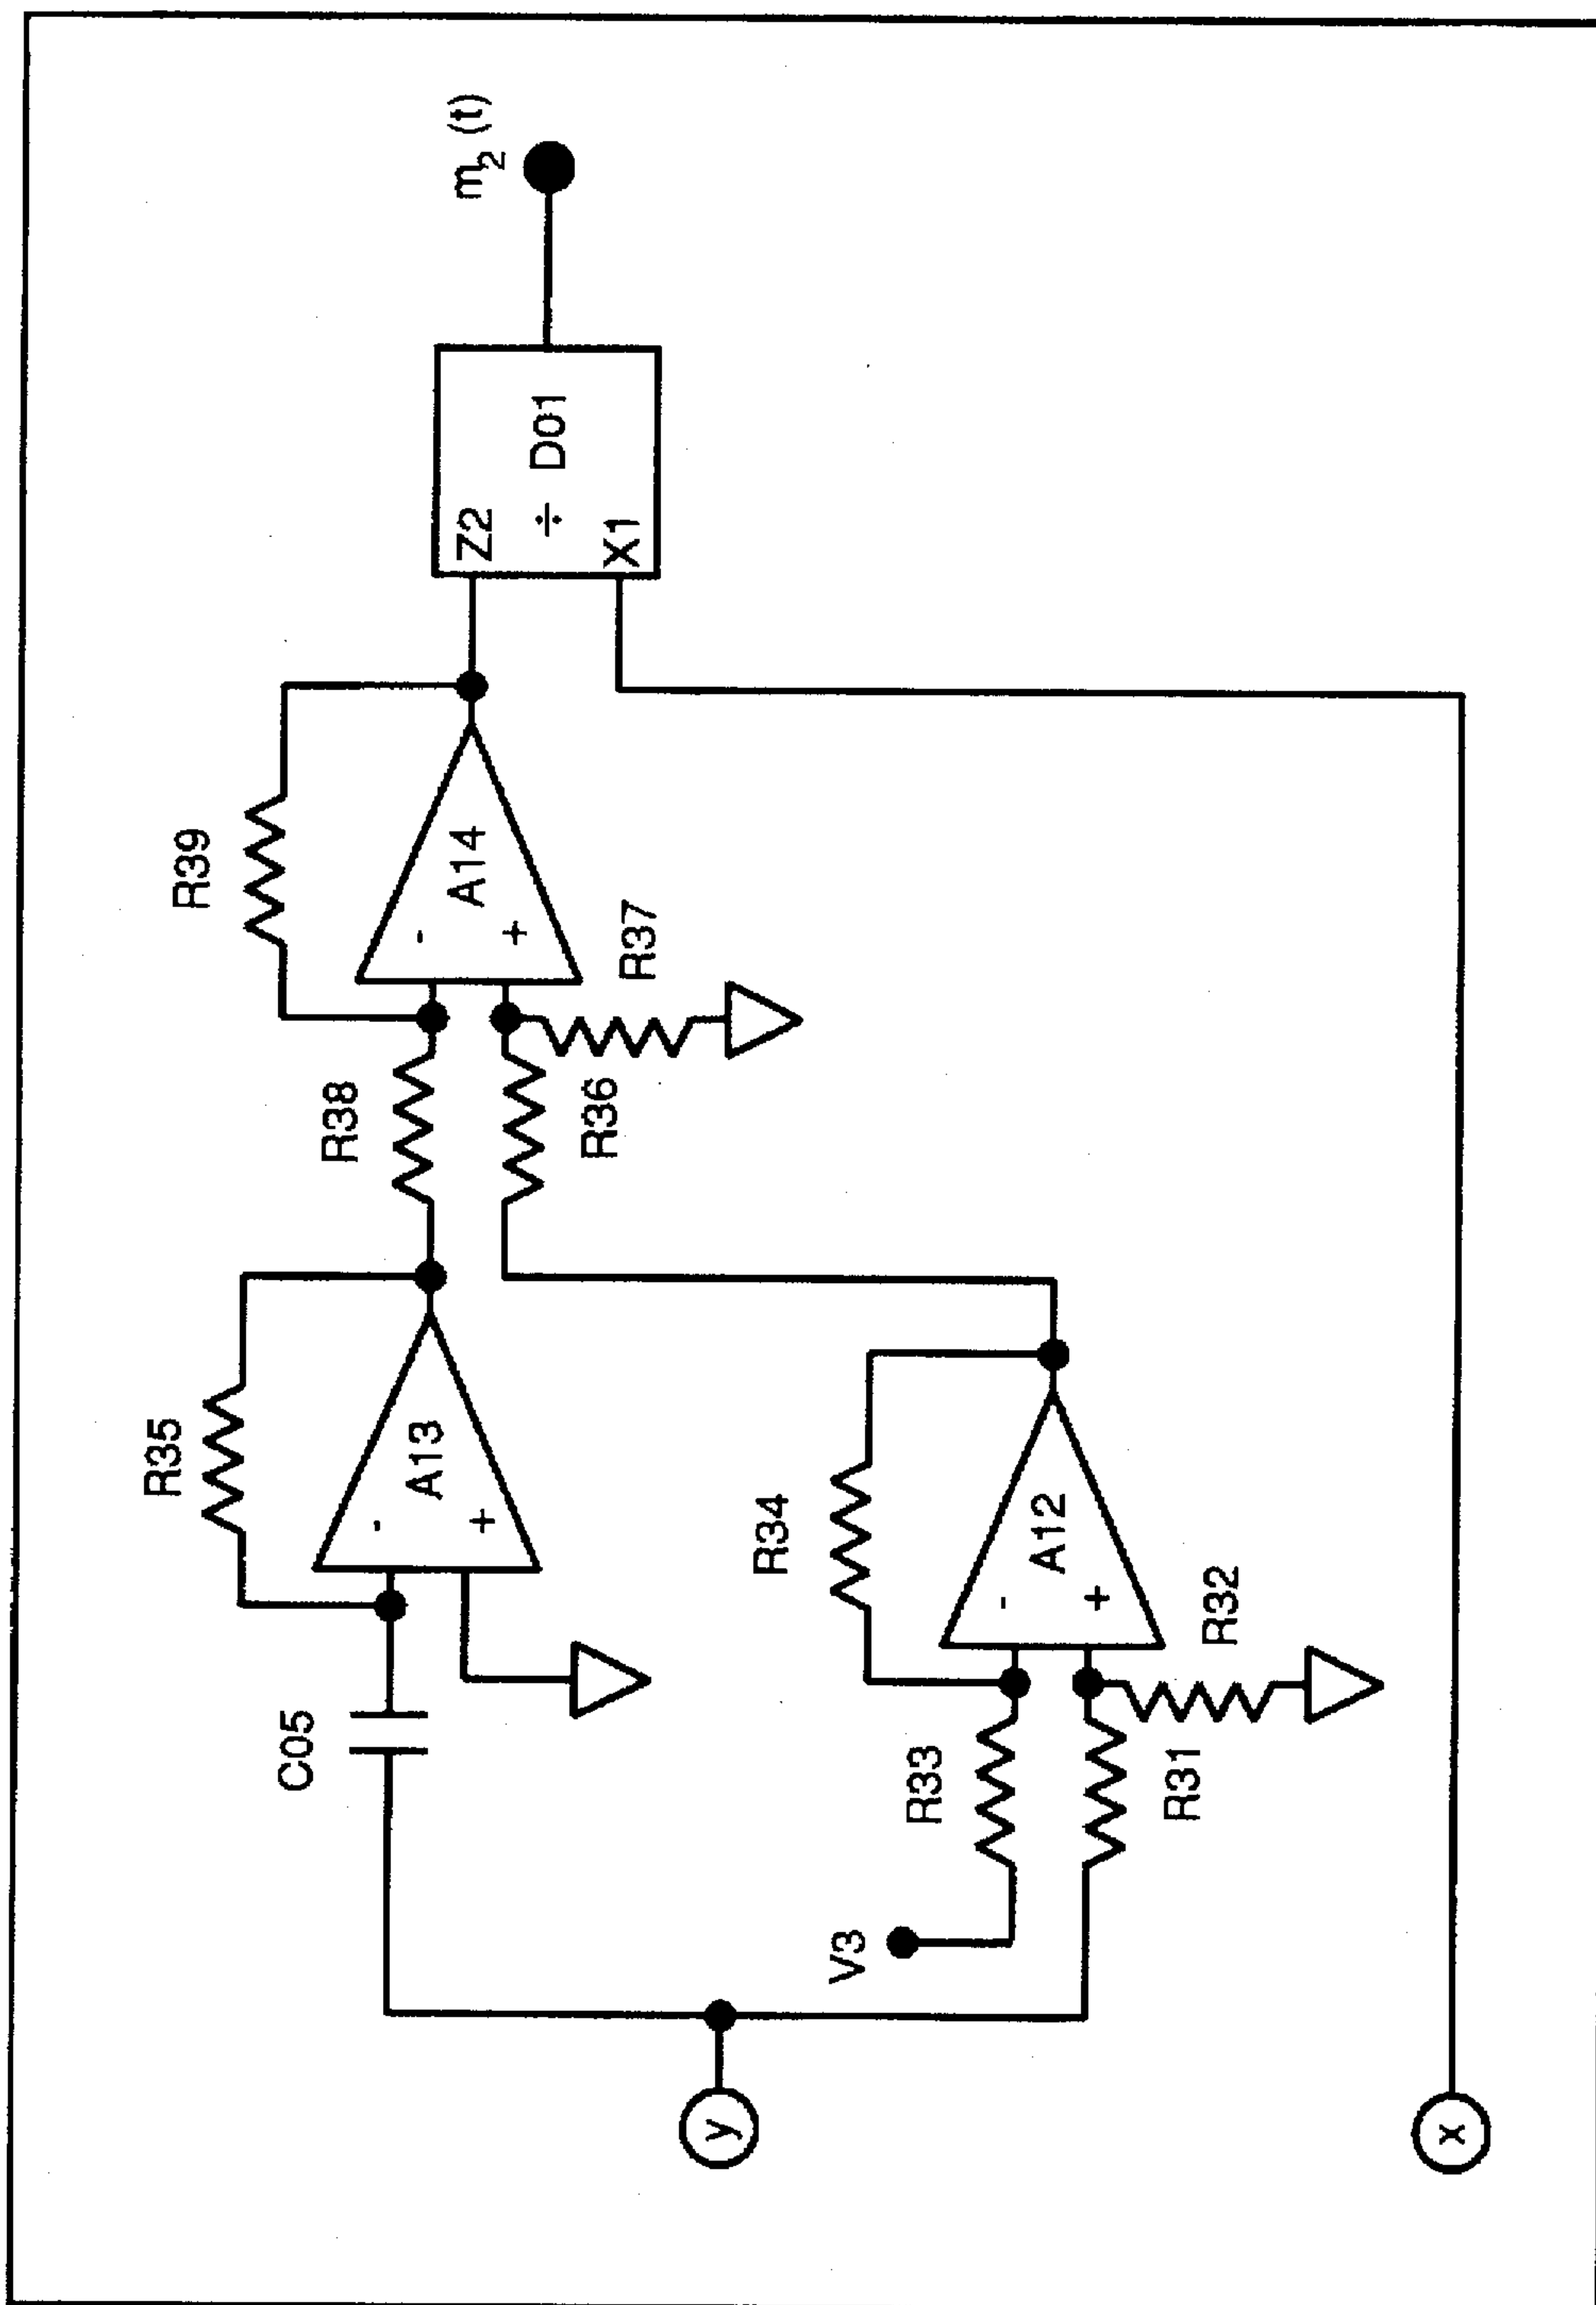 R35
R39
m₂ (t)
C05
-
A13
+
R38
-
A14
+
Z2
÷ D01
X1
R36
R37
y
V3
R34
R33
-
A12
+
R31
R32
x